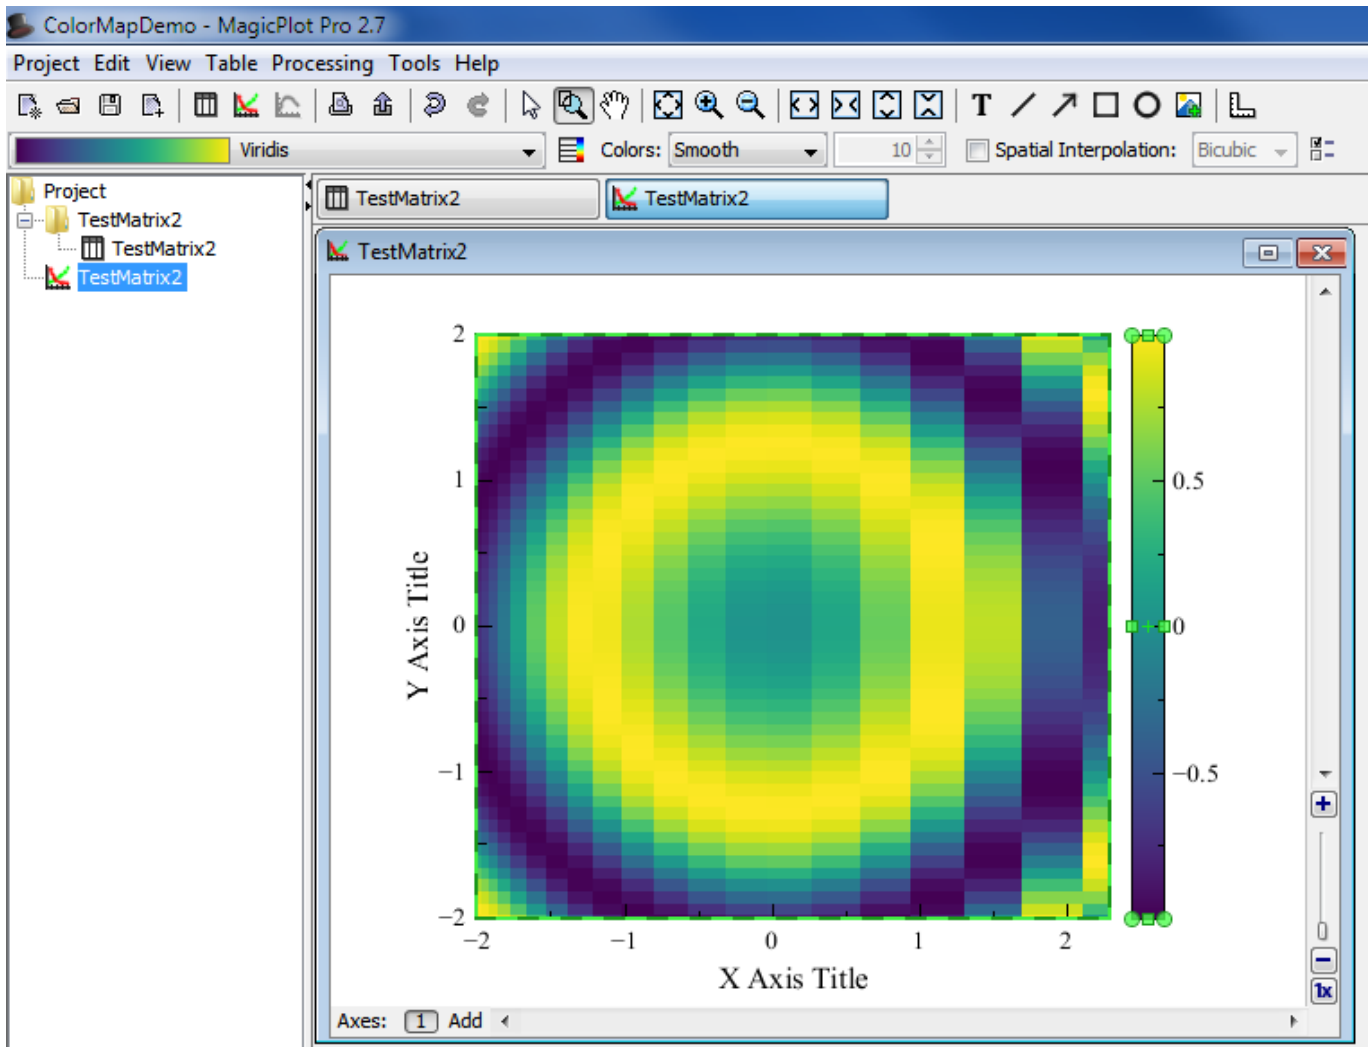 ColorMapDemo - MagicPlot Pro 2.7
Project Edit View Table Processing Tools Help
T
Viridis Colors: Smooth 10 Spatial Interpolation: Bicubic
Project
TestMatrix2
TestMatrix2
TestMatrix2
TestMatrix2 TestMatrix2
TestMatrix2
2
1
0
−1
−2
Y Axis Title
−2 −1 0 1 2
X Axis Title
0.5
0
−0.5
1x
Axes: 1 Add